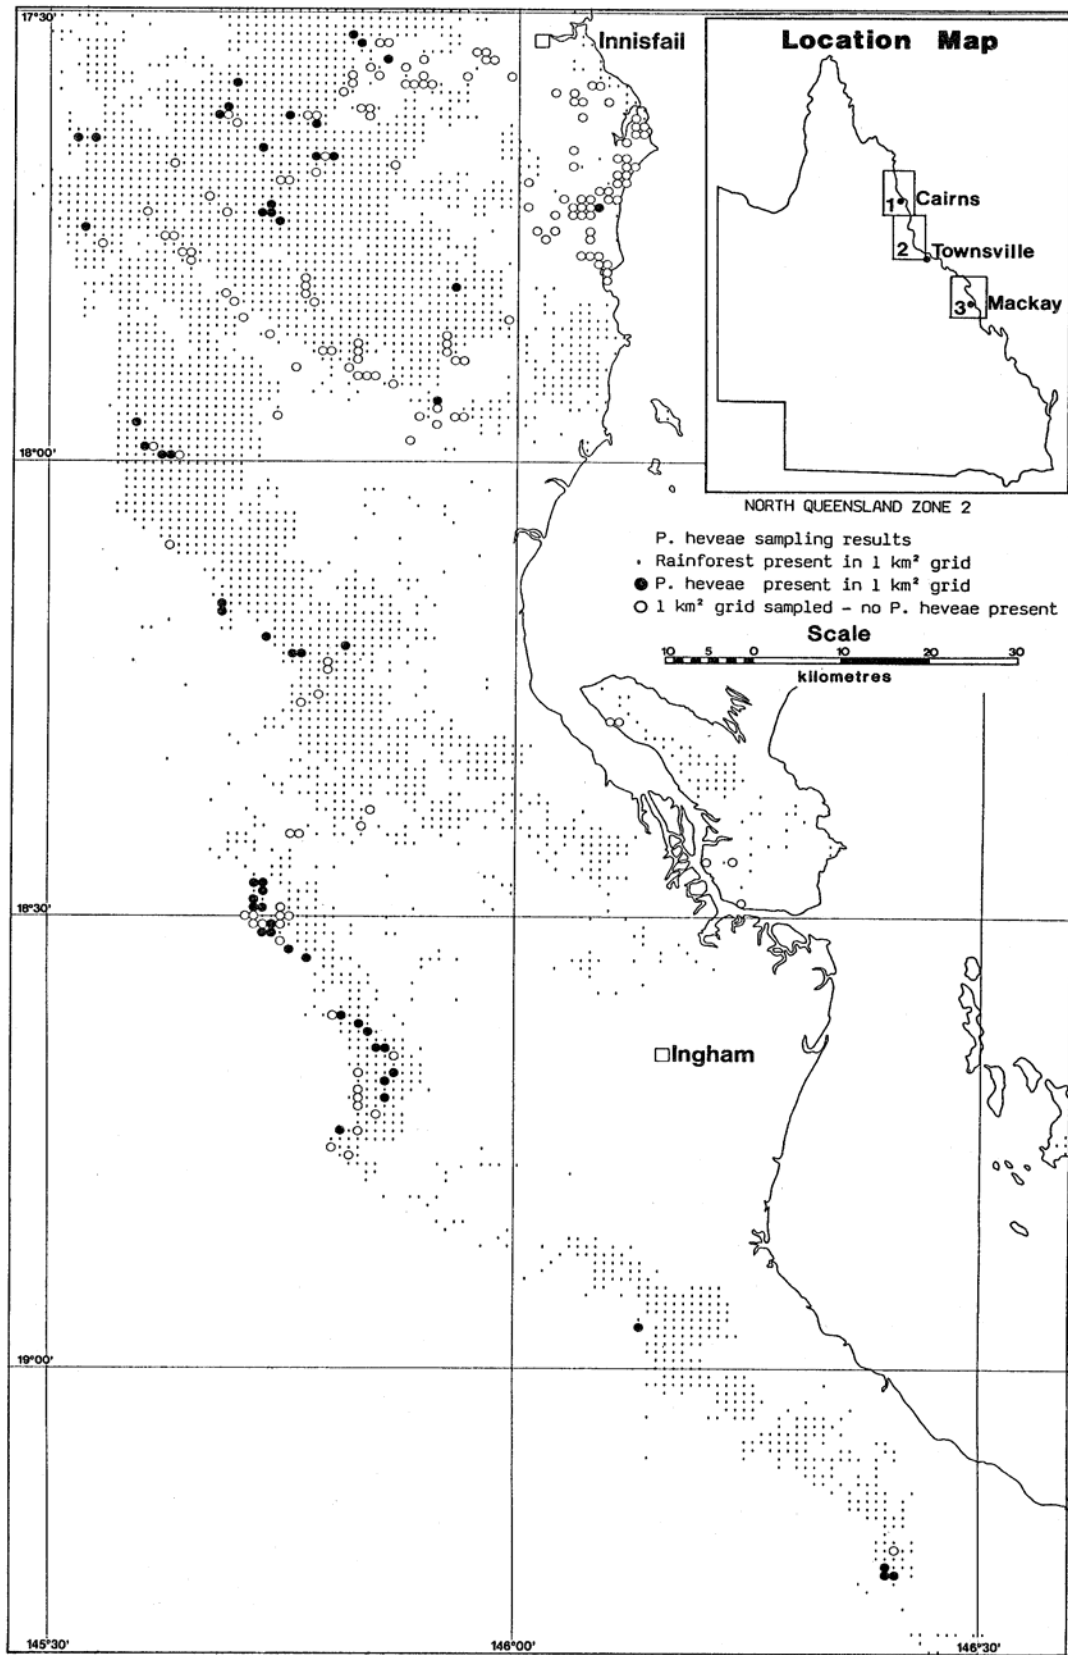 17°30'
Innisfail
Location Map
1 Cairns
2 Townsville
3 Mackay
18°00'
NORTH QUEENSLAND ZONE 2
P. heveae sampling results
Rainforest present in 1 km² grid
P. heveae present in 1 km² grid
1 km² grid sampled - no P. heveae present
Scale
10 5 0 10 20 30
kilometres
18°30'
Ingham
19°00'
145°30' 146°00' 146°30'